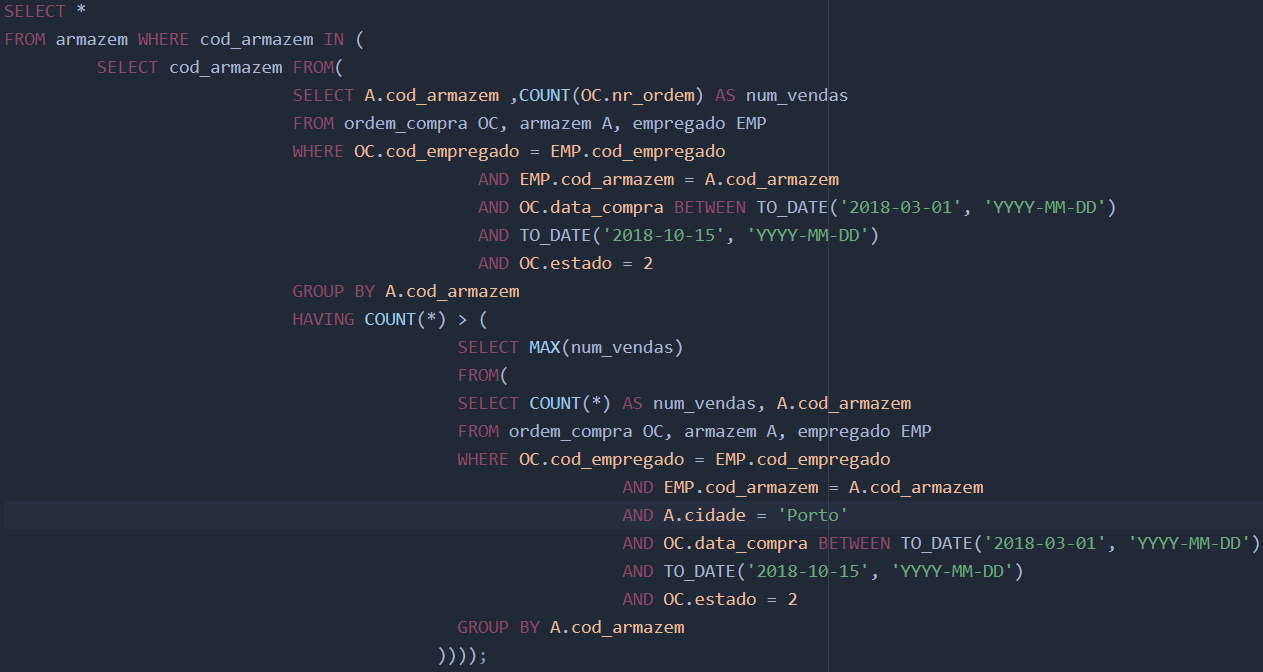 SELECT *
FROM armazem WHERE cod_armazem IN (
SELECT cod_armazem FROM(
SELECT A.cod_armazem ,COUNT(OC.nr_ordem) AS num_vendas
FROM ordem_compra OC, armazem A, empregado EMP
WHERE OC.cod_empregado = EMP.cod_empregado
AND EMP.cod_armazem = A.cod_armazem
AND OC.data_compra BETWEEN TO_DATE('2018-03-01', 'YYYY-MM-DD')
AND TO_DATE('2018-10-15', 'YYYY-MM-DD')
AND OC.estado = 2
GROUP BY A.cod_armazem
HAVING COUNT(*) > (
SELECT MAX(num_vendas)
FROM(
SELECT COUNT(*) AS num_vendas, A.cod_armazem
FROM ordem_compra OC, armazem A, empregado EMP
WHERE OC.cod_empregado = EMP.cod_empregado
AND EMP.cod_armazem = A.cod_armazem
AND A.cidade = 'Porto'
AND OC.data_compra BETWEEN TO_DATE('2018-03-01', 'YYYY-MM-DD')
AND TO_DATE('2018-10-15', 'YYYY-MM-DD')
AND OC.estado = 2
GROUP BY A.cod_armazem
))));